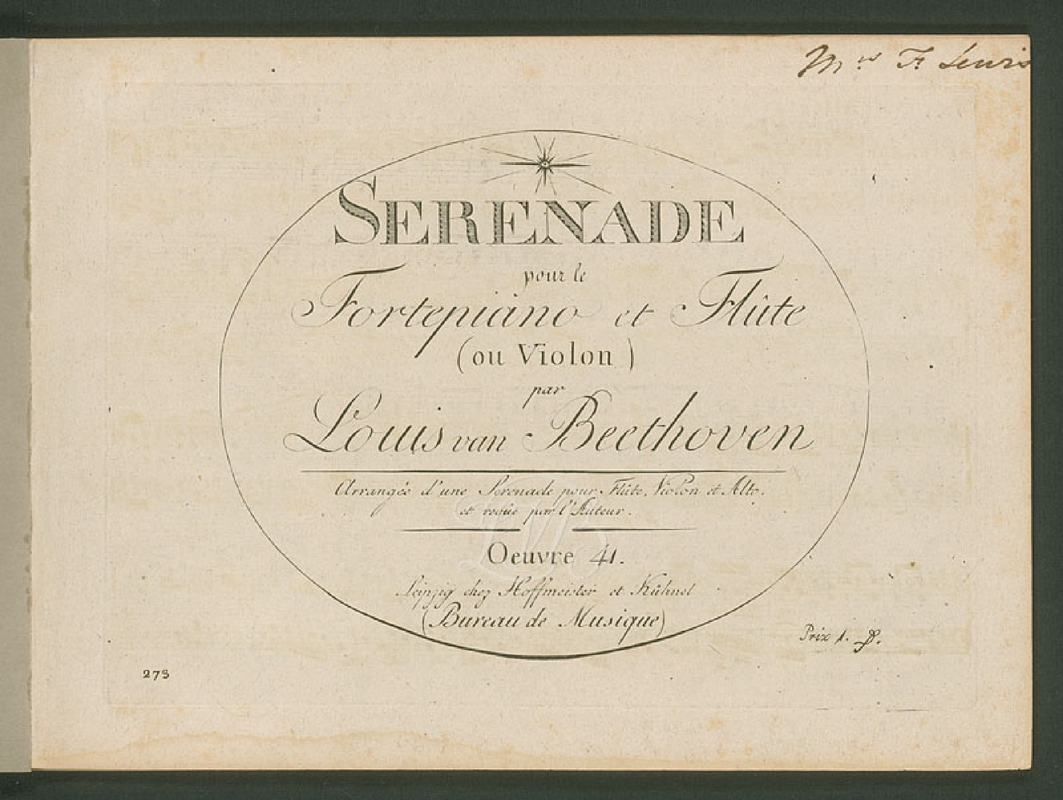 Mrs F Lewis
SERENADE
pour le
Fortepiano et Flûte
(ou Violon)
par
Louis van Beethoven
Arrangée d'une Serenade pour Flûte, Violon et Alto.
et revûe par l'Auteur.
Oeuvre 41.
Leipzig chez Hoffmeister et Kühnel
(Bureau de Musique)
Prix 1.
273